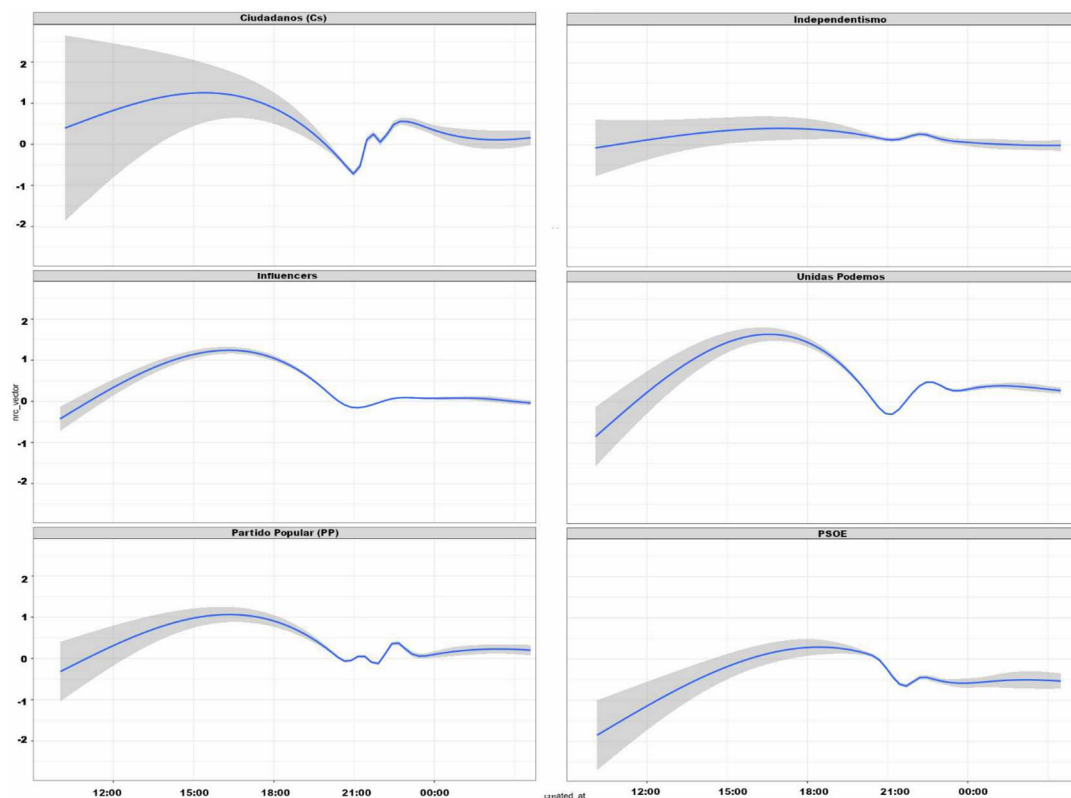 Ciudadanos (Cs)
Independentismo
2
1
0
-1
-2
Influencers
Unidas Podemos
2
1
0
-1
-2
nrc_vector
Partido Popular (PP)
PSOE
2
1
0
-1
-2
12:00 15:00 18:00 21:00 00:00 12:00 15:00 18:00 21:00 00:00
created_at